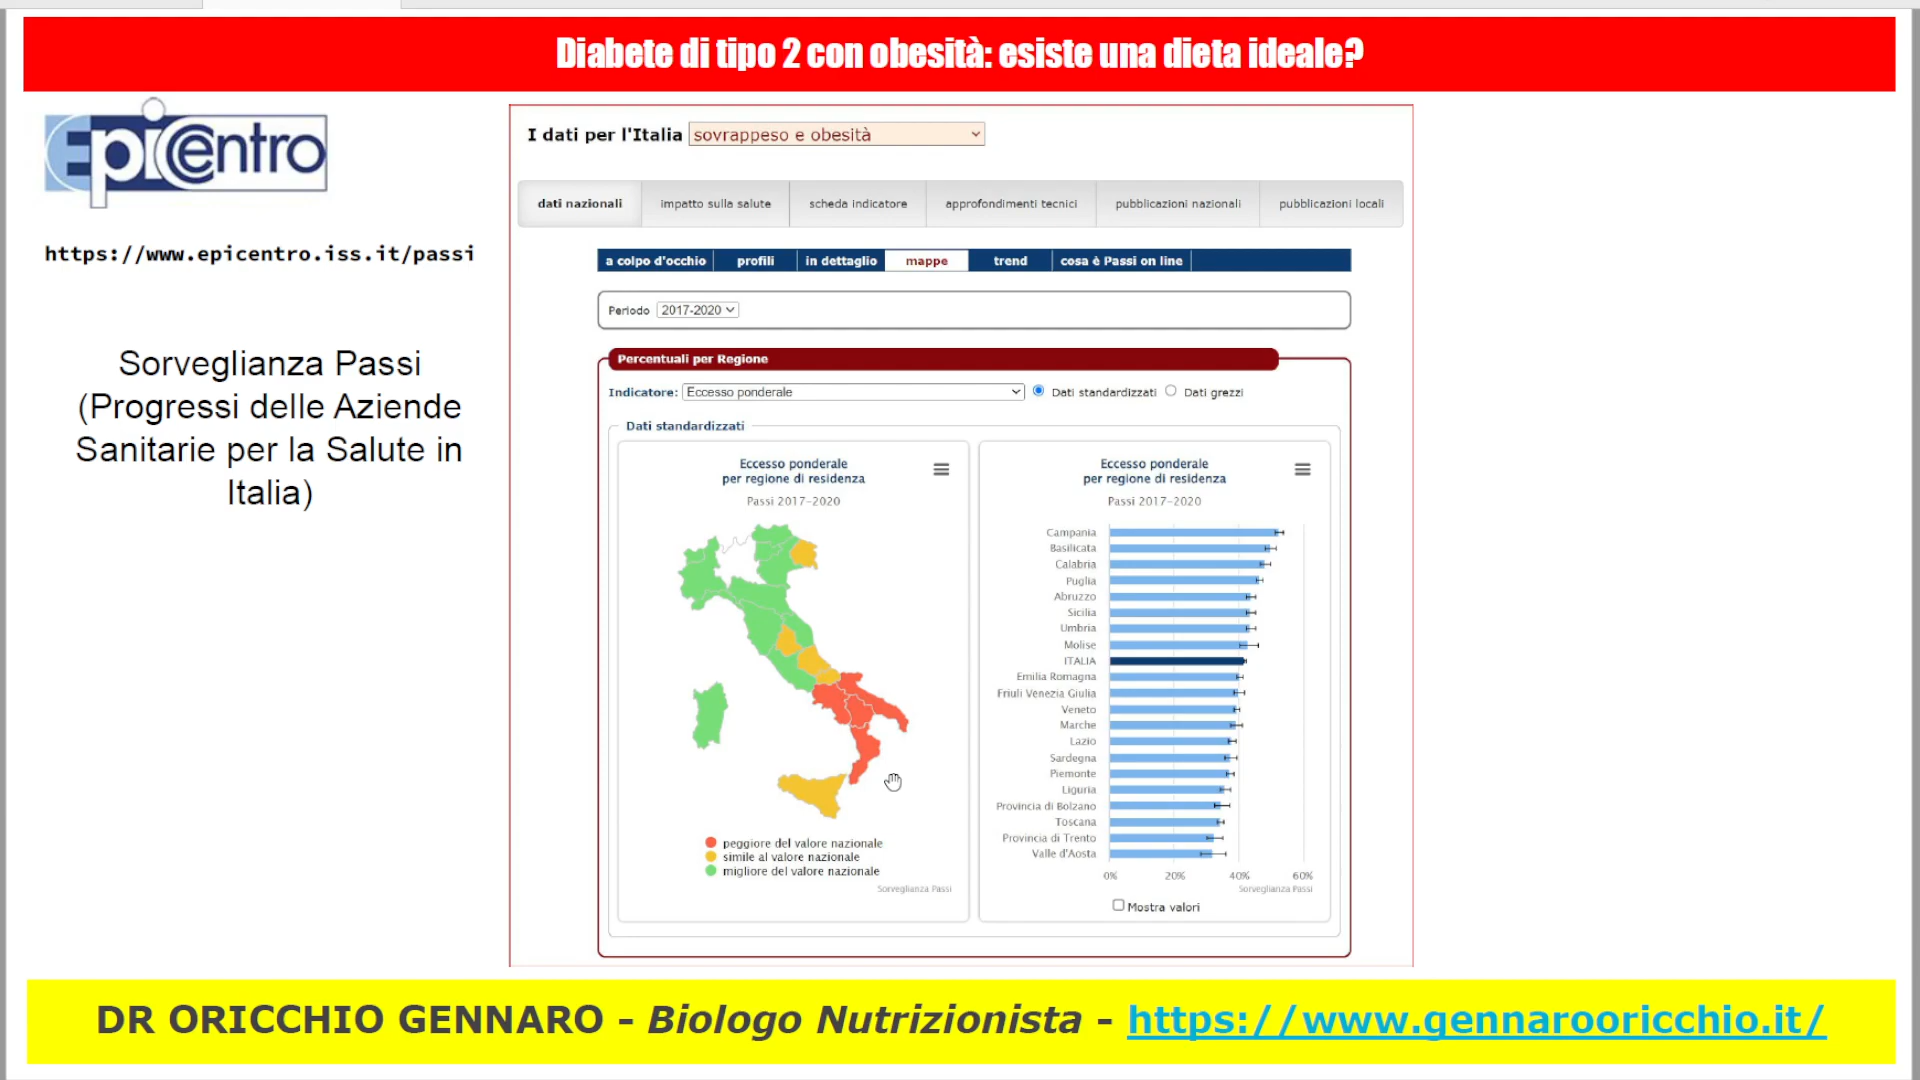 Diabete di tipo 2 con obesità: esiste una dieta ideale?
EpiCentro
https://www.epicentro.iss.it/passi
Sorveglianza Passi
(Progressi delle Aziende
Sanitarie per la Salute in
Italia)
I dati per l'Italia sovrappeso e obesità
dati nazionali impatto sulla salute scheda indicatore approfondimenti tecnici pubblicazioni nazionali pubblicazioni locali
a colpo d'occhio profili in dettaglio mappe trend cosa è Passi on line
Periodo 2017-2020
Percentuali per Regione
Indicatore: Eccesso ponderale Dati standardizzati Dati grezzi
Dati standardizzati
Eccesso ponderale
per regione di residenza
Passi 2017-2020
peggiore del valore nazionale
simile al valore nazionale
migliore del valore nazionale
Sorveglianza Passi
Eccesso ponderale
per regione di residenza
Passi 2017-2020
Campania
Basilicata
Calabria
Puglia
Abruzzo
Sicilia
Umbria
Molise
ITALIA
Emilia Romagna
Friuli Venezia Giulia
Veneto
Marche
Lazio
Sardegna
Piemonte
Liguria
Provincia di Bolzano
Toscana
Provincia di Trento
Valle d'Aosta
0% 20% 40% 60%
Sorveglianza Passi
Mostra valori
DR ORICCHIO GENNARO - Biologo Nutrizionista - https://www.gennarooricchio.it/